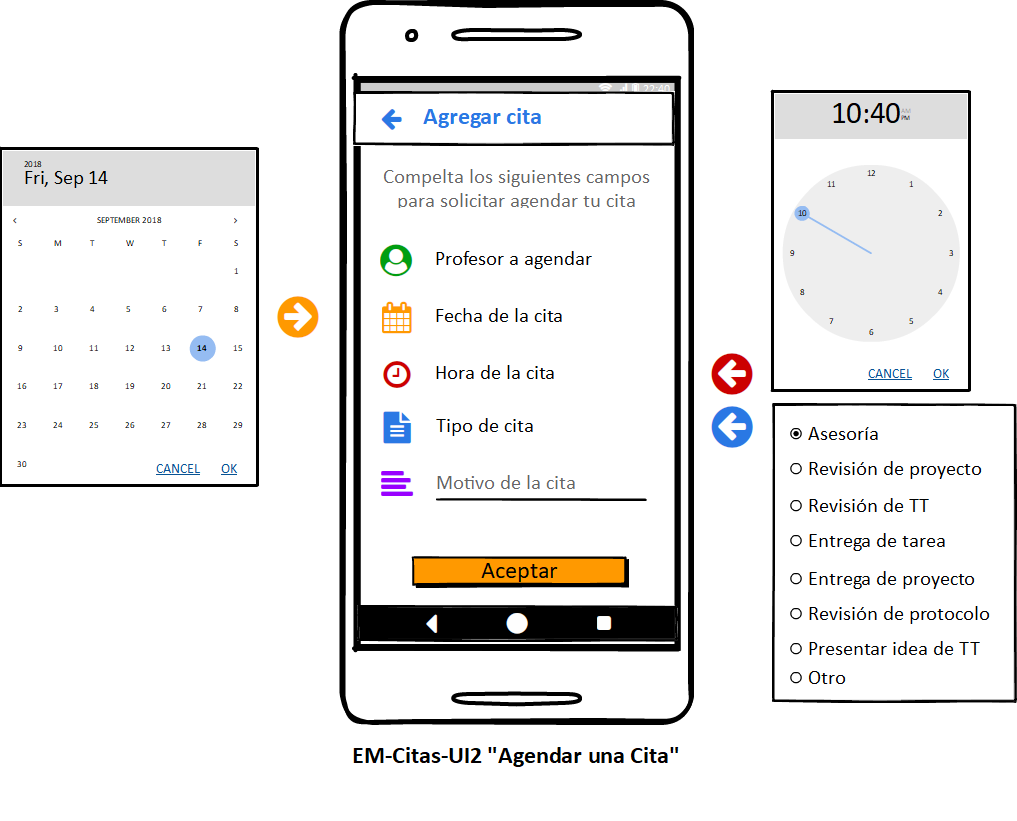 22:40
Agregar cita
Compelta los siguientes campos
para solicitar agendar tu cita
Profesor a agendar
Fecha de la cita
Hora de la cita
Tipo de cita
Motivo de la cita
Aceptar
2018
Fri, Sep 14
‹ SEPTEMBER 2018 ›
S M T W T F S
1
2 3 4 5 6 7 8
9 10 11 12 13 14 15
16 17 18 19 20 21 22
23 24 25 26 27 28 29
30
CANCEL OK
10:40 AM
PM
12
11 1
10 2
9 3
8 4
7 5
6
CANCEL OK
Asesoría
Revisión de proyecto
Revisión de TT
Entrega de tarea
Entrega de proyecto
Revisión de protocolo
Presentar idea de TT
Otro
EM-Citas-UI2 "Agendar una Cita"